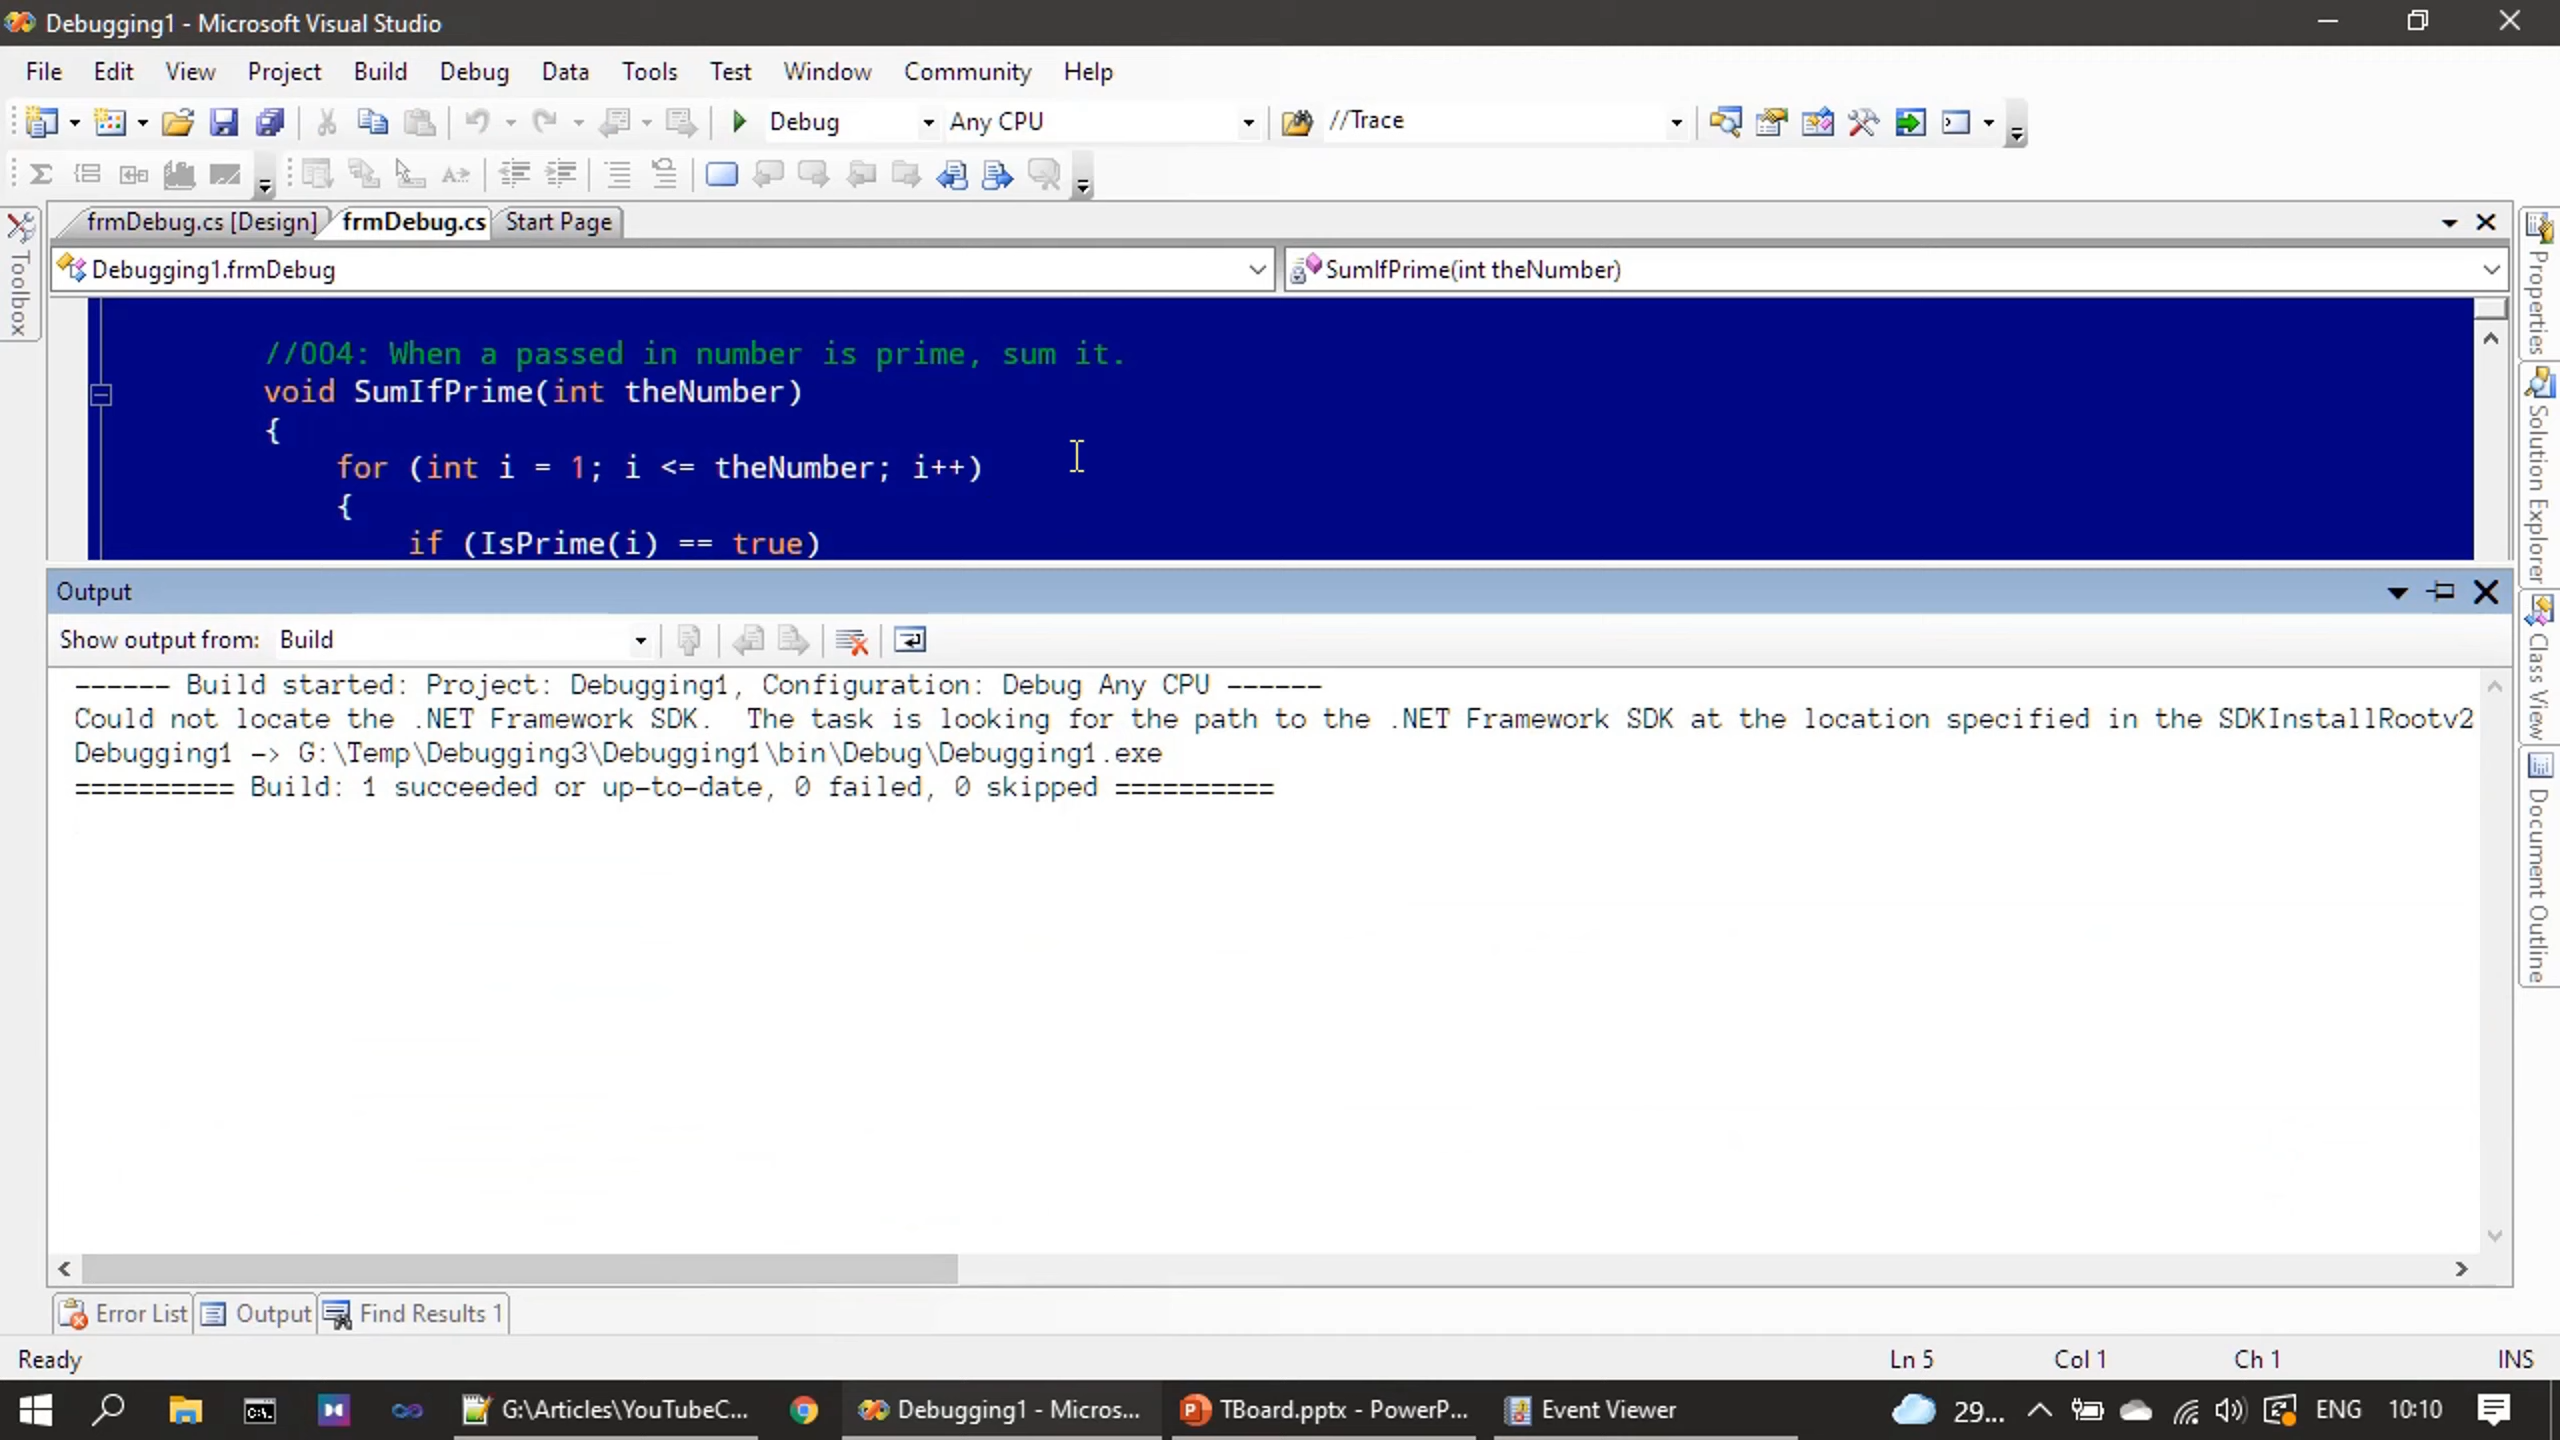 Debugging1 - Microsoft Visual Studio
File Edit View Project Build Debug Data Tools Test Window Community Help
Debug Any CPU //Trace
frmDebug.cs [Design] frmDebug.cs Start Page
Debugging1.frmDebug SumIfPrime(int theNumber)
Toolbox
//004: When a passed in number is prime, sum it.
void SumIfPrime(int theNumber)
{
for (int i = 1; i <= theNumber; i++)
{
if (IsPrime(i) == true)
Properties
Solution Explorer
Class View
Document Outline
Output
Show output from: Build
------ Build started: Project: Debugging1, Configuration: Debug Any CPU ------
Could not locate the .NET Framework SDK.  The task is looking for the path to the .NET Framework SDK at the location specified in the SDKInstallRootv2
Debugging1 -> G:\Temp\Debugging3\Debugging1\bin\Debug\Debugging1.exe
========== Build: 1 succeeded or up-to-date, 0 failed, 0 skipped ==========
Error List Output Find Results 1
Ready Ln 5 Col 1 Ch 1 INS
G:\Articles\YouTubeC... Debugging1 - Micros... TBoard.pptx - PowerP... Event Viewer 29... ENG 10:10